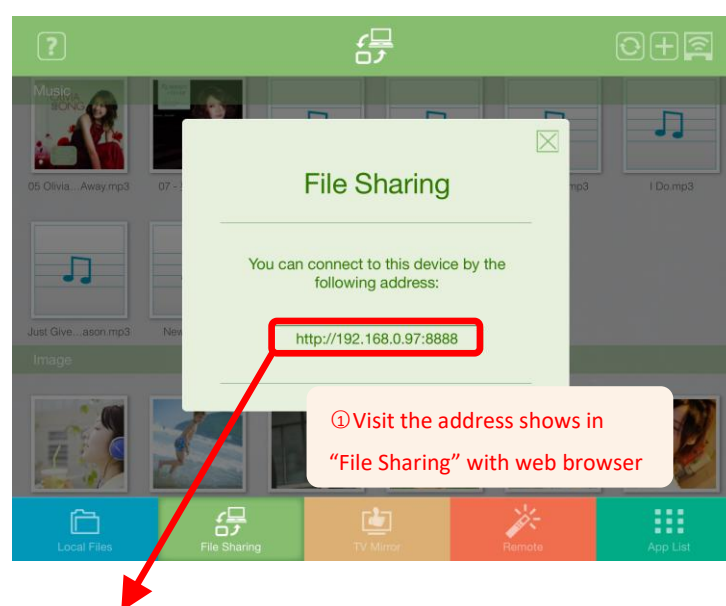 ?
Music
05 Olivia...Away.mp3
07 -
mp3
I Do.mp3
File Sharing
You can connect to this device by the
following address:
http://192.168.0.97:8888
Just Give...ason.mp3
New
Image
①Visit the address shows in
“File Sharing” with web browser
Local Files
File Sharing
TV Mirror
Remote
App List